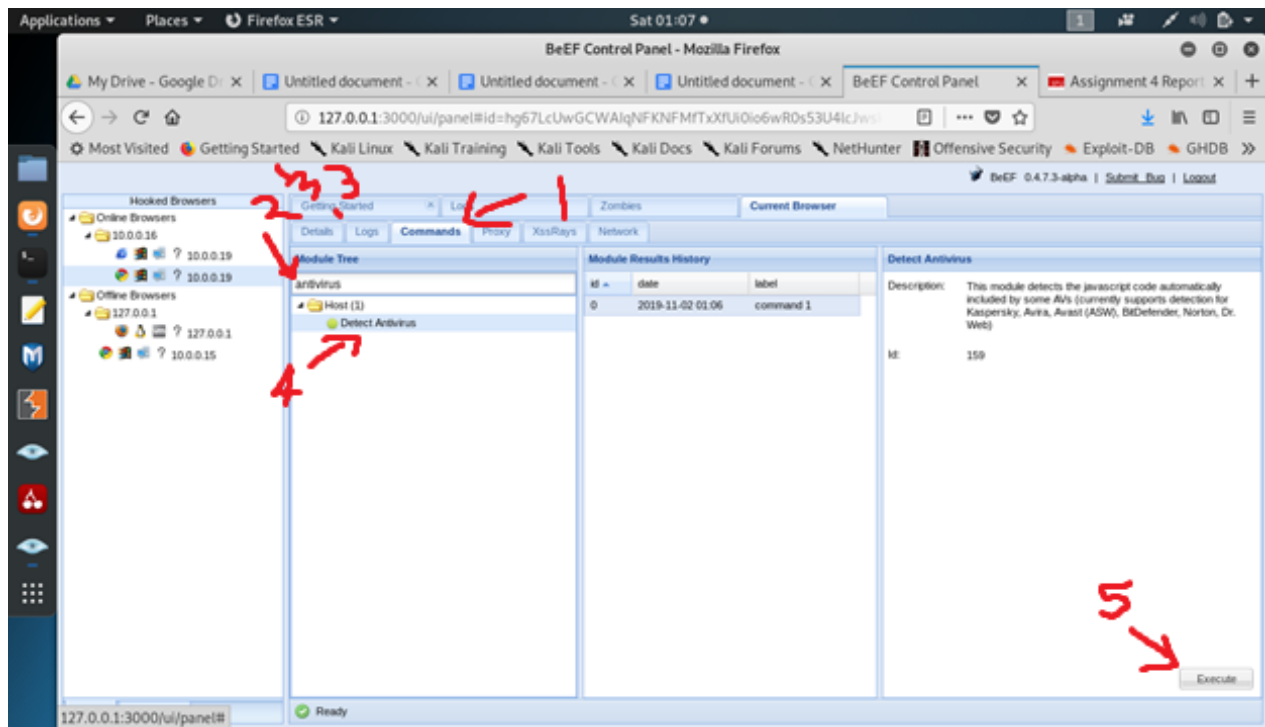 Applications Places Firefox ESR Sat 01:07 1
BeEF Control Panel - Mozilla Firefox
My Drive - Google Dr Untitled document - Untitled document - Untitled document - BeEF Control Panel Assignment 4 Report
127.0.0.1:3000/ui/panel#id=
Most Visited Getting Started Kali Linux Kali Training Kali Tools Kali Docs Kali Forums NetHunter Offensive Security Exploit-DB GHDB
BeEF 0.4.7.3-alpha | Submit Bug | Logout
Hooked Browsers
Online Browsers
10.0.0.16
? 10.0.0.19
? 10.0.0.19
Offline Browsers
127.0.0.1
? 127.0.0.1
? 10.0.0.15
2 3 1
Getting Started Zombies Current Browser
Details Logs Commands Proxy XssRays Network
Module Tree
antivirus
Host (1)
Detect Antivirus
4
Module Results History
id date label
0 2019-11-02 01:06 command 1
Detect Antivirus
Description: This module detects the javascript code automatically
included by some AVs (currently supports detection for
Kaspersky, Avira, Avast (ASW), BitDefender, Norton, Dr.
Web)
Id: 159
5
Execute
127.0.0.1:3000/ui/panel#
Ready